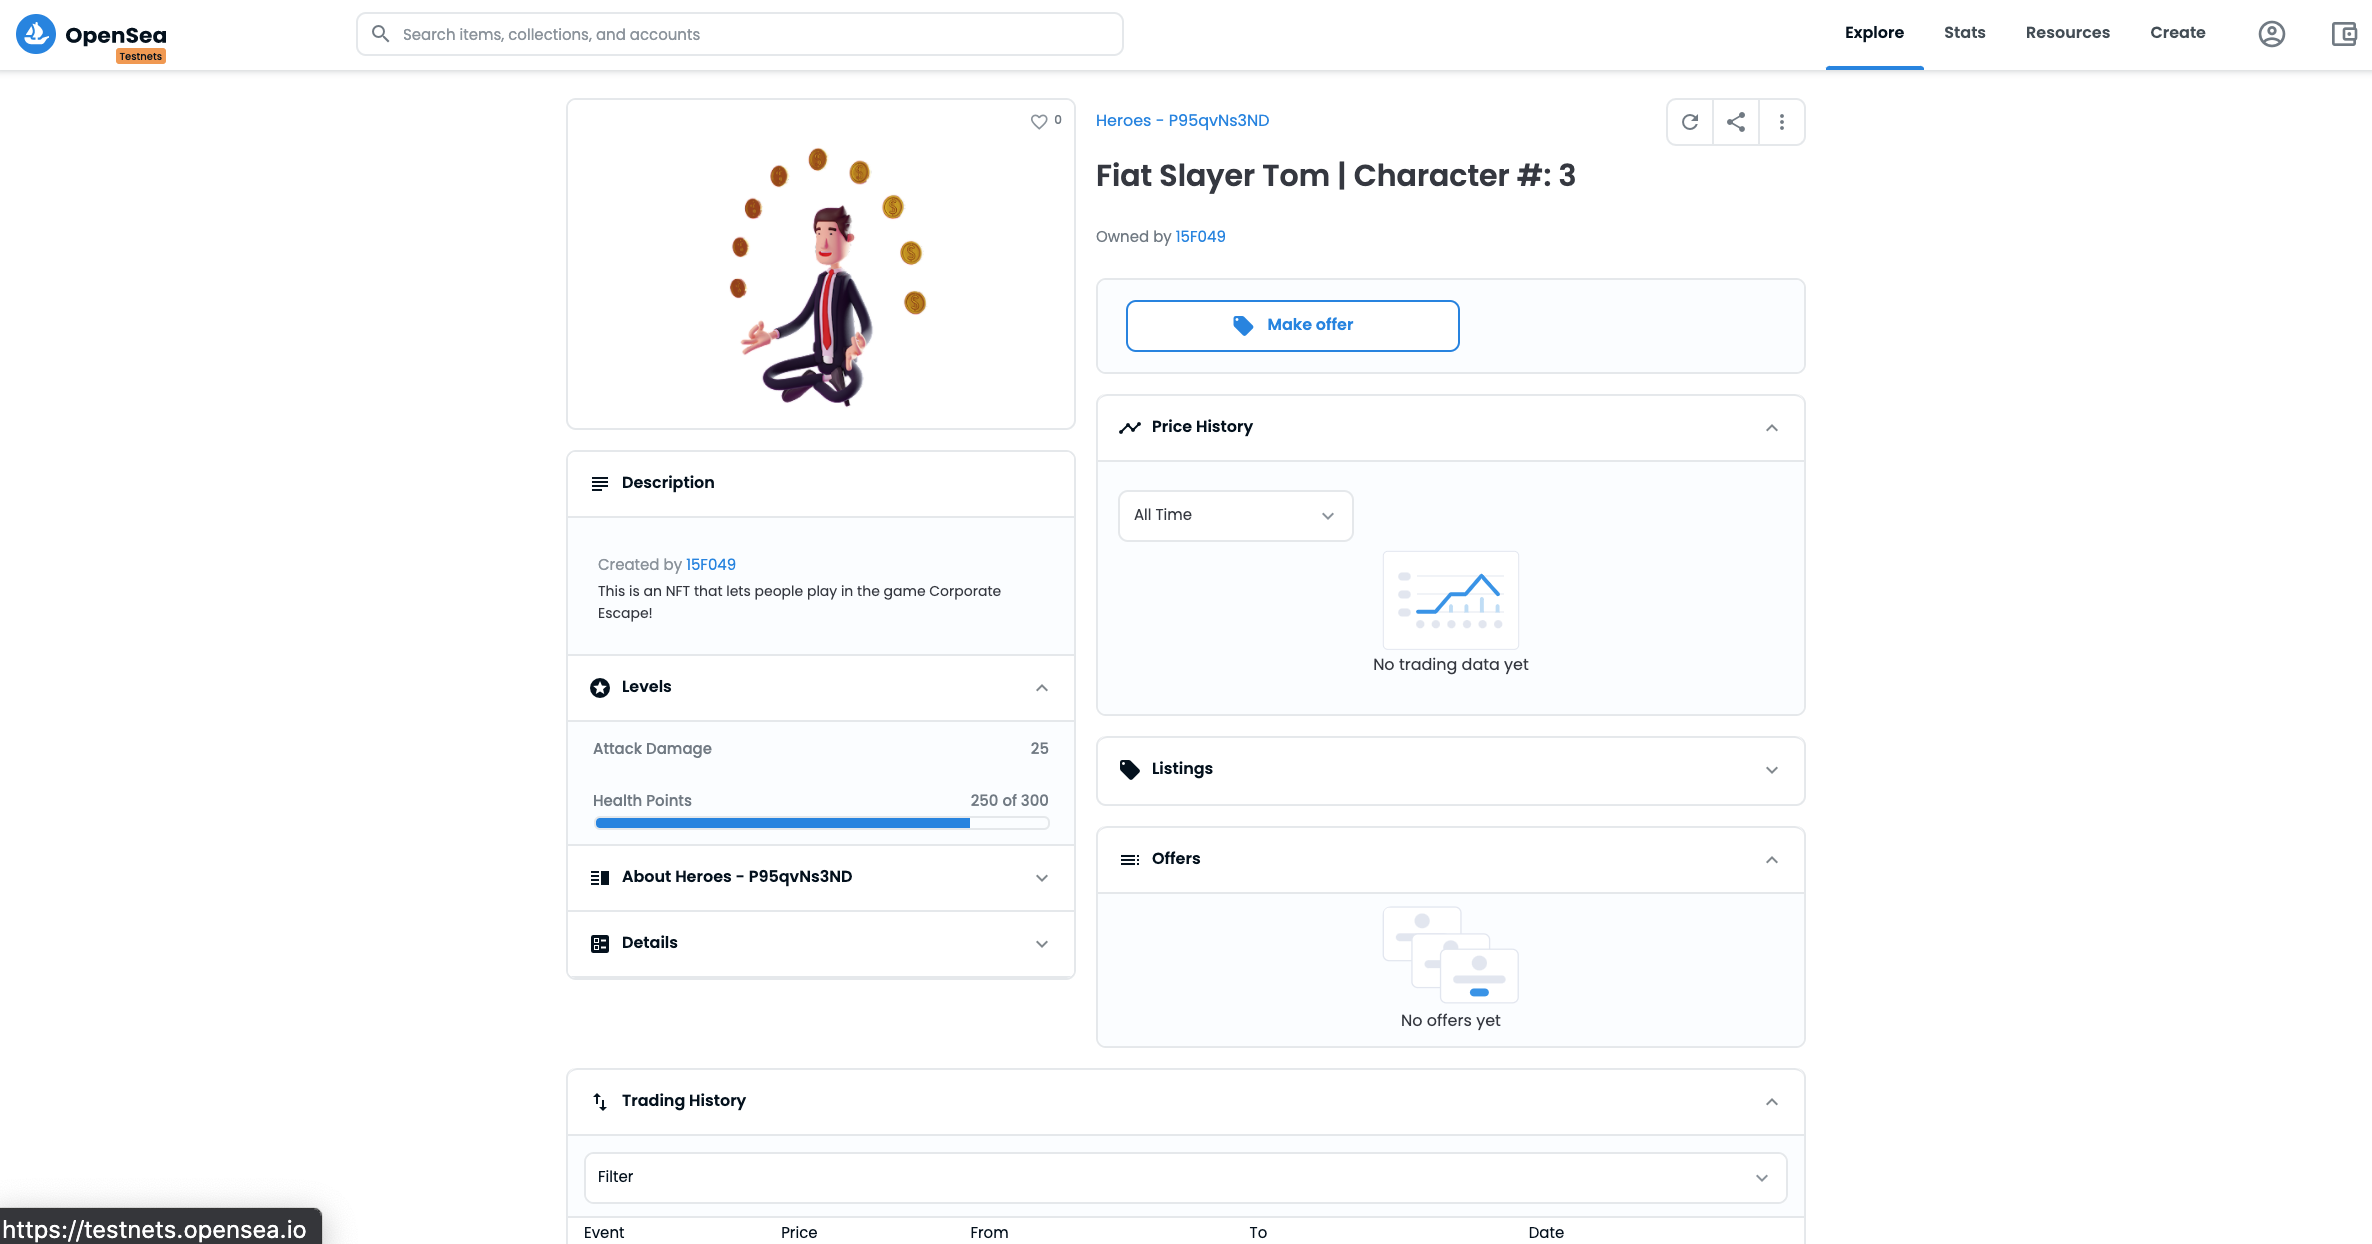 OpenSea
Testnets
Search items, collections, and accounts
Explore
Stats
Resources
Create
0
Heroes - P95qvNs3ND
Fiat Slayer Tom | Character #: 3
Owned by 15F049
Make offer
Price History
All Time
No trading data yet
Listings
Offers
No offers yet
Description
Created by 15F049
This is an NFT that lets people play in the game Corporate
Escape!
Levels
Attack Damage 25
Health Points 250 of 300
About Heroes - P95qvNs3ND
Details
Trading History
Filter
Event Price From To Date
https://testnets.opensea.io